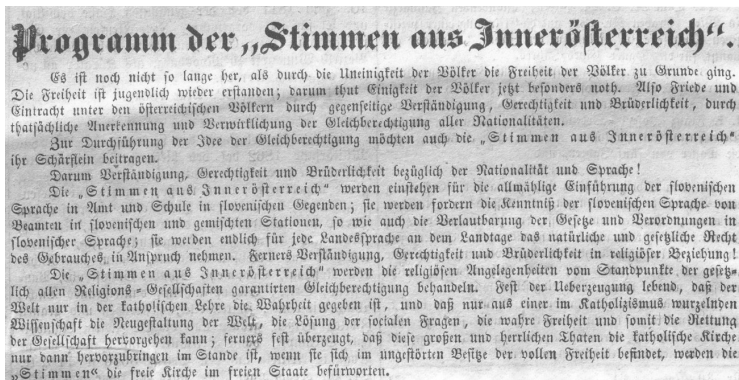 Programm der „Stimmen aus Innerösterreich“.
Es ist noch nicht so lange her, als durch die Uneinigkeit der Völker die Freiheit der Völker zu Grunde ging.
Die Freiheit ist jugendlich wieder erstanden; darum thut Einigkeit der Völker jetzt besonders noth. Also Friede und
Eintracht unter den österreichischen Völkern durch gegenseitige Verständigung, Gerechtigkeit und Brüderlichkeit, durch
thatsächliche Anerkennung und Verwirklichung der Gleichberechtigung aller Nationalitäten.
Zur Durchführung der Idee der Gleichberechtigung möchten auch die „Stimmen aus Innerösterreich“
ihr Schärflein beitragen.
Darum Verständigung, Gerechtigkeit und Brüderlichkeit bezüglich der Nationalität und Sprache!
Die „Stimmen aus Innerösterreich“ werden einstehen für die allmählige Einführung der slovenischen
Sprache in Amt und Schule in slovenischen Gegenden; sie werden fordern die Kenntniß der slovenischen Sprache von
Beamten in slovenischen und gemischten Stationen, so wie auch die Verlautbarung der Gesetze und Verordnungen in
slovenischer Sprache; sie werden endlich für jede Landessprache an dem Landtage das natürliche und gesetzliche Recht
des Gebrauches in Anspruch nehmen. Ferners Verständigung, Gerechtigkeit und Brüderlichkeit in religiöser Beziehung!
Die „Stimmen aus Innerösterreich“ werden die religiösen Angelegenheiten vom Standpunkte der gesetz-
lich allen Religions-Gesellschaften garantirten Gleichberechtigung behandeln. Fest der Ueberzeugung lebend, daß der
Welt nur in der katholischen Lehre die Wahrheit gegeben ist, und daß nur aus einer im Katholizismus wurzelnden
Wissenschaft die Neugestaltung der Welt, die Lösung der socialen Fragen, die wahre Freiheit und somit die Rettung
der Gesellschaft hervorgehen kann; ferners fest überzeugt, daß diese großen und herrlichen Thaten die katholische Kirche
nur dann hervorzubringen im Stande ist, wenn sie sich im ungestörten Besitze der vollen Freiheit befindet, werden die
„Stimmen“ die freie Kirche im freien Staate befürworten.